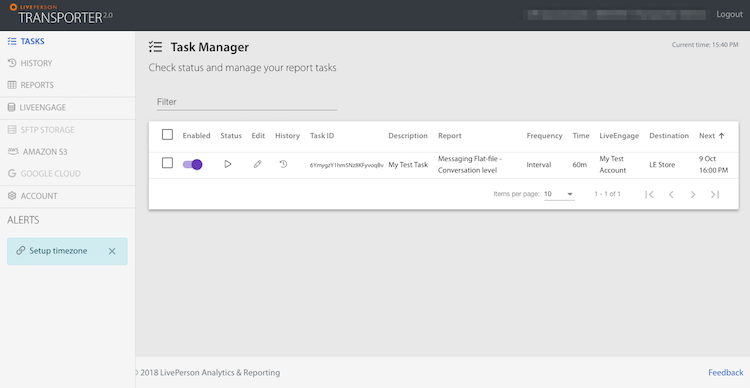 LIVEPERSON
TRANSPORTER 2.0
Logout
TASKS
HISTORY
REPORTS
LIVEENGAGE
SFTP STORAGE
AMAZON S3
GOOGLE CLOUD
ACCOUNT
ALERTS
Setup timezone
Task Manager
Current time: 15:40 PM
Check status and manage your report tasks
Filter
Enabled Status Edit History Task ID Description Report Frequency Time LiveEngage Destination Next
My Test Task Messaging Flat-file - Conversation level Interval 60m My Test Account LE Store 9 Oct 16:00 PM
Items per page: 10 1 - 1 of 1
© 2018 LivePerson Analytics & Reporting
Feedback